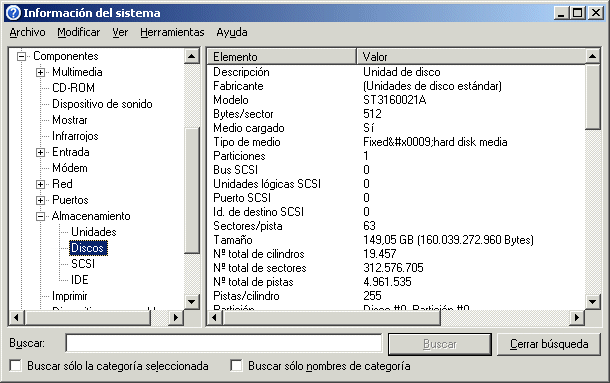 Información del sistema
Archivo Modificar Ver Herramientas Ayuda
Componentes
Multimedia
CD-ROM
Dispositivo de sonido
Mostrar
Infrarrojos
Entrada
Módem
Red
Puertos
Almacenamiento
Unidades
Discos
SCSI
IDE
Imprimir
Elemento Valor
Descripción Unidad de disco
Fabricante (Unidades de disco estándar)
Modelo ST3160021A
Bytes/sector 512
Medio cargado Sí
Tipo de medio Fixed&#x0009;hard disk media
Particiones 1
Bus SCSI 0
Unidades lógicas SCSI 0
Puerto SCSI 0
Id. de destino SCSI 0
Sectores/pista 63
Tamaño 149,05 GB (160.039.272.960 Bytes)
Nº total de cilindros 19.457
Nº total de sectores 312.576.705
Nº total de pistas 4.961.535
Pistas/cilindro 255
Partición Disco #0, Partición #0
Buscar: Buscar Cerrar búsqueda
Buscar sólo la categoría seleccionada Buscar sólo nombres de categoría